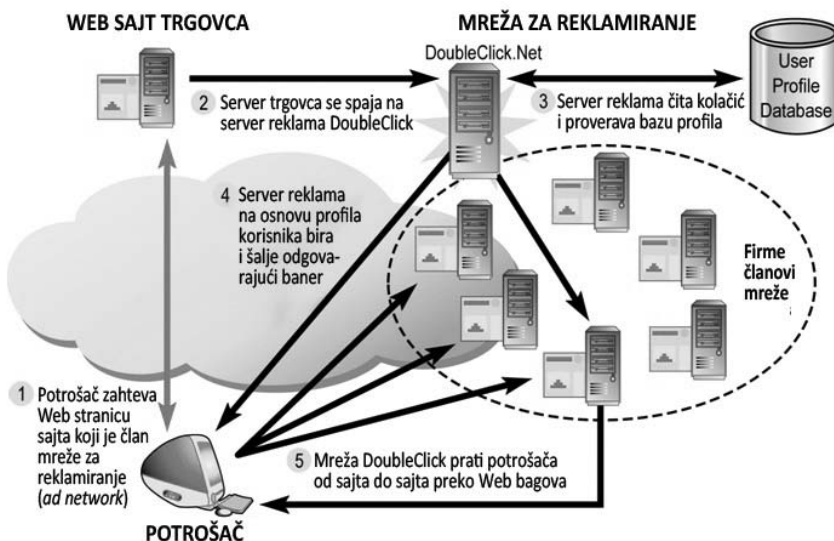 WEB SAJT TRGOVCA
MREŽA ZA REKLAMIRANJE
DoubleClick.Net
User
Profile
Database
2 Server trgovca se spaja na
server reklama DoubleClick
3 Server reklama čita kolačić
i proverava bazu profila
4 Server reklama
na osnovu profila
korisnika bira
i šalje odgova-
rajući baner
Firme
članovi
mreže
1 Potrošač zahteva
Web stranicu
sajta koji je član
mreže za
reklamiranje
(ad network)
5 Mreža DoubleClick prati potrošača
od sajta do sajta preko Web bagova
POTROŠAČ